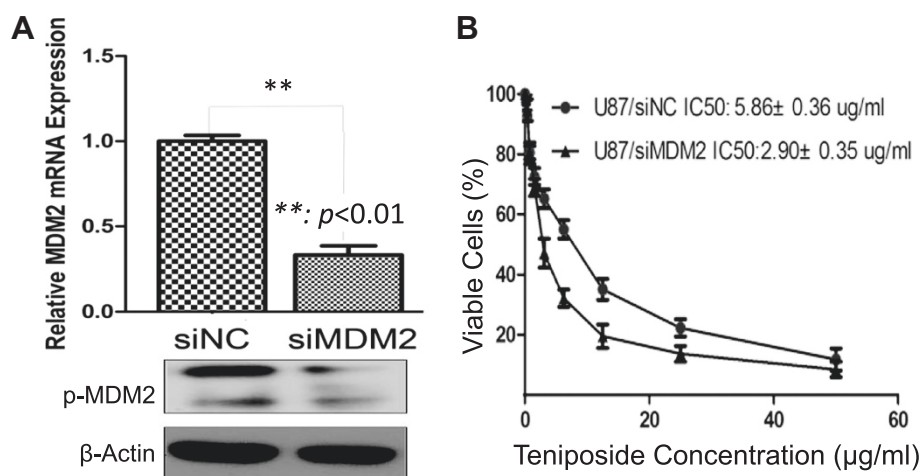 A
Relative MDM2 mRNA Expression
1.5
1.0
0.5
0.0
**
**: p<0.01
siNC siMDM2
p-MDM2
β-Actin
B
Viable Cells (%)
100
80
60
40
20
U87/siNC IC50: 5.86± 0.36 ug/ml
U87/siMDM2 IC50:2.90± 0.35 ug/ml
0 20 40 60
Teniposide Concentration (μg/ml)